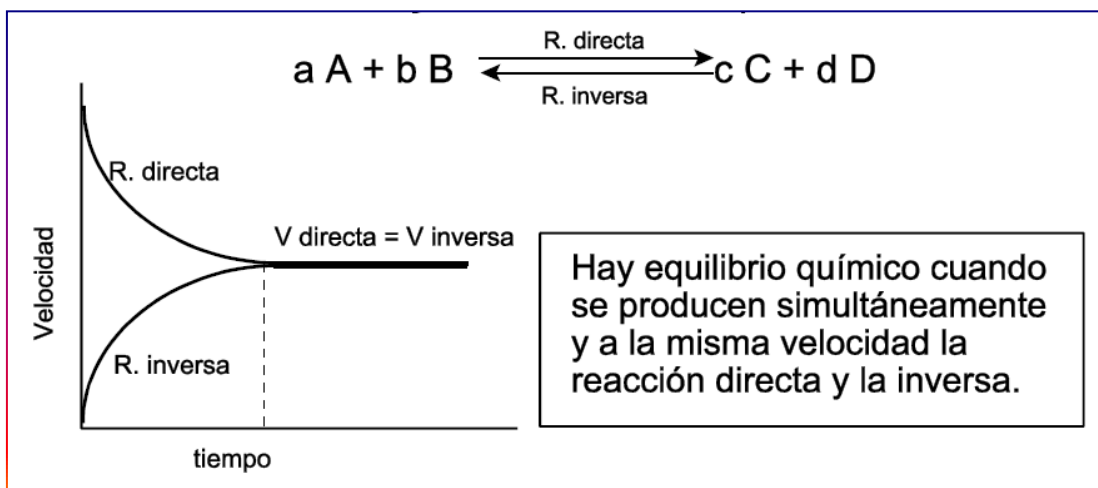 R. directa
a A + b B c C + d D
R. inversa
R. directa
V directa = V inversa
Velocidad
R. inversa
tiempo
Hay equilibrio químico cuando
se producen simultáneamente
y a la misma velocidad la
reacción directa y la inversa.